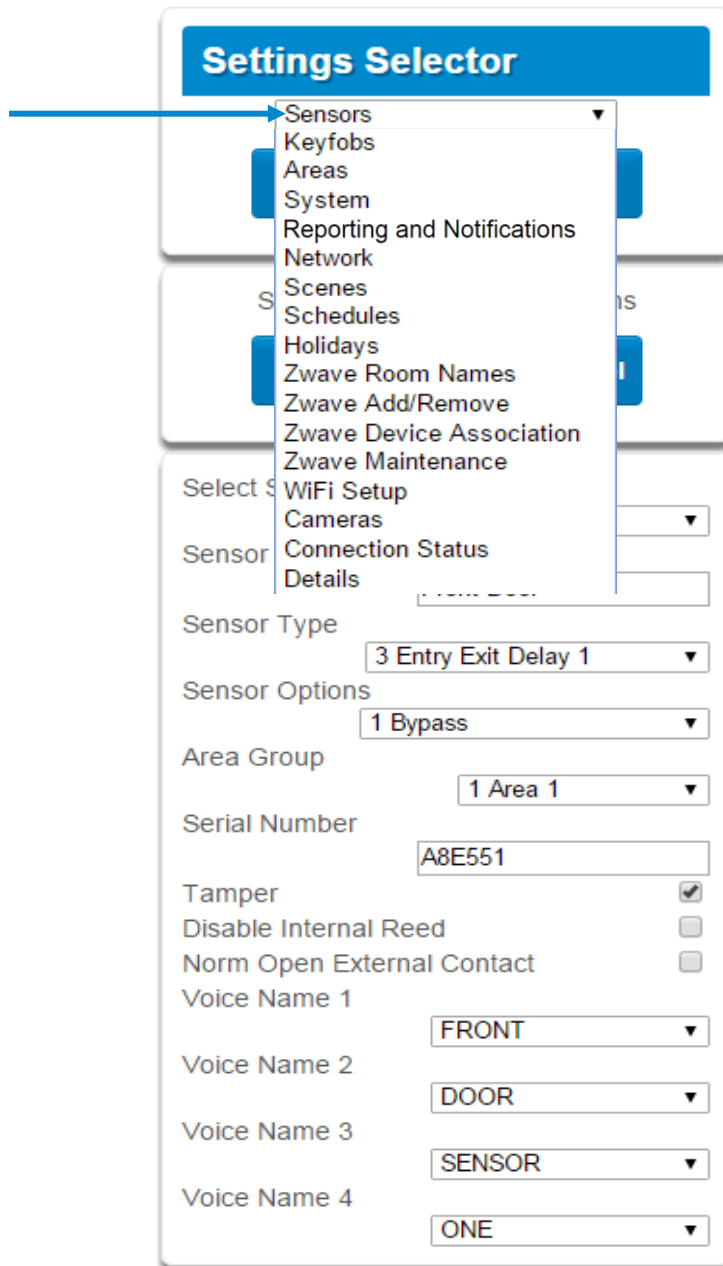 Settings Selector
Sensors
Keyfobs
Areas
System
Reporting and Notifications
Network
Scenes
Schedules
Holidays
Zwave Room Names
Zwave Add/Remove
Zwave Device Association
Zwave Maintenance
WiFi Setup
Cameras
Connection Status
Details
Select
Sensor
Sensor Type
3 Entry Exit Delay 1
Sensor Options
1 Bypass
Area Group
1 Area 1
Serial Number
A8E551
Tamper
Disable Internal Reed
Norm Open External Contact
Voice Name 1
FRONT
Voice Name 2
DOOR
Voice Name 3
SENSOR
Voice Name 4
ONE